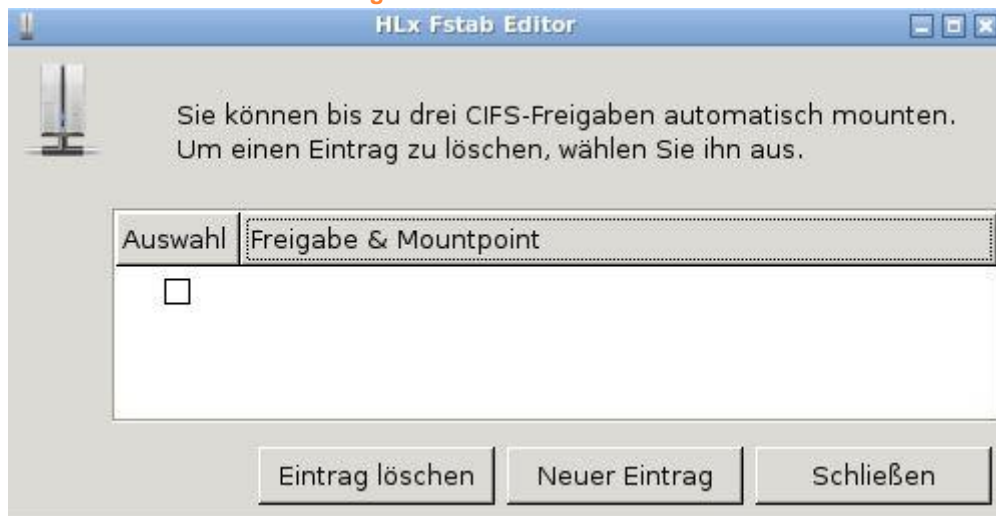 HLx Fstab Editor
Sie können bis zu drei CIFS-Freigaben automatisch mounten.
Um einen Eintrag zu löschen, wählen Sie ihn aus.
Auswahl Freigabe & Mountpoint
Eintrag löschen Neuer Eintrag Schließen